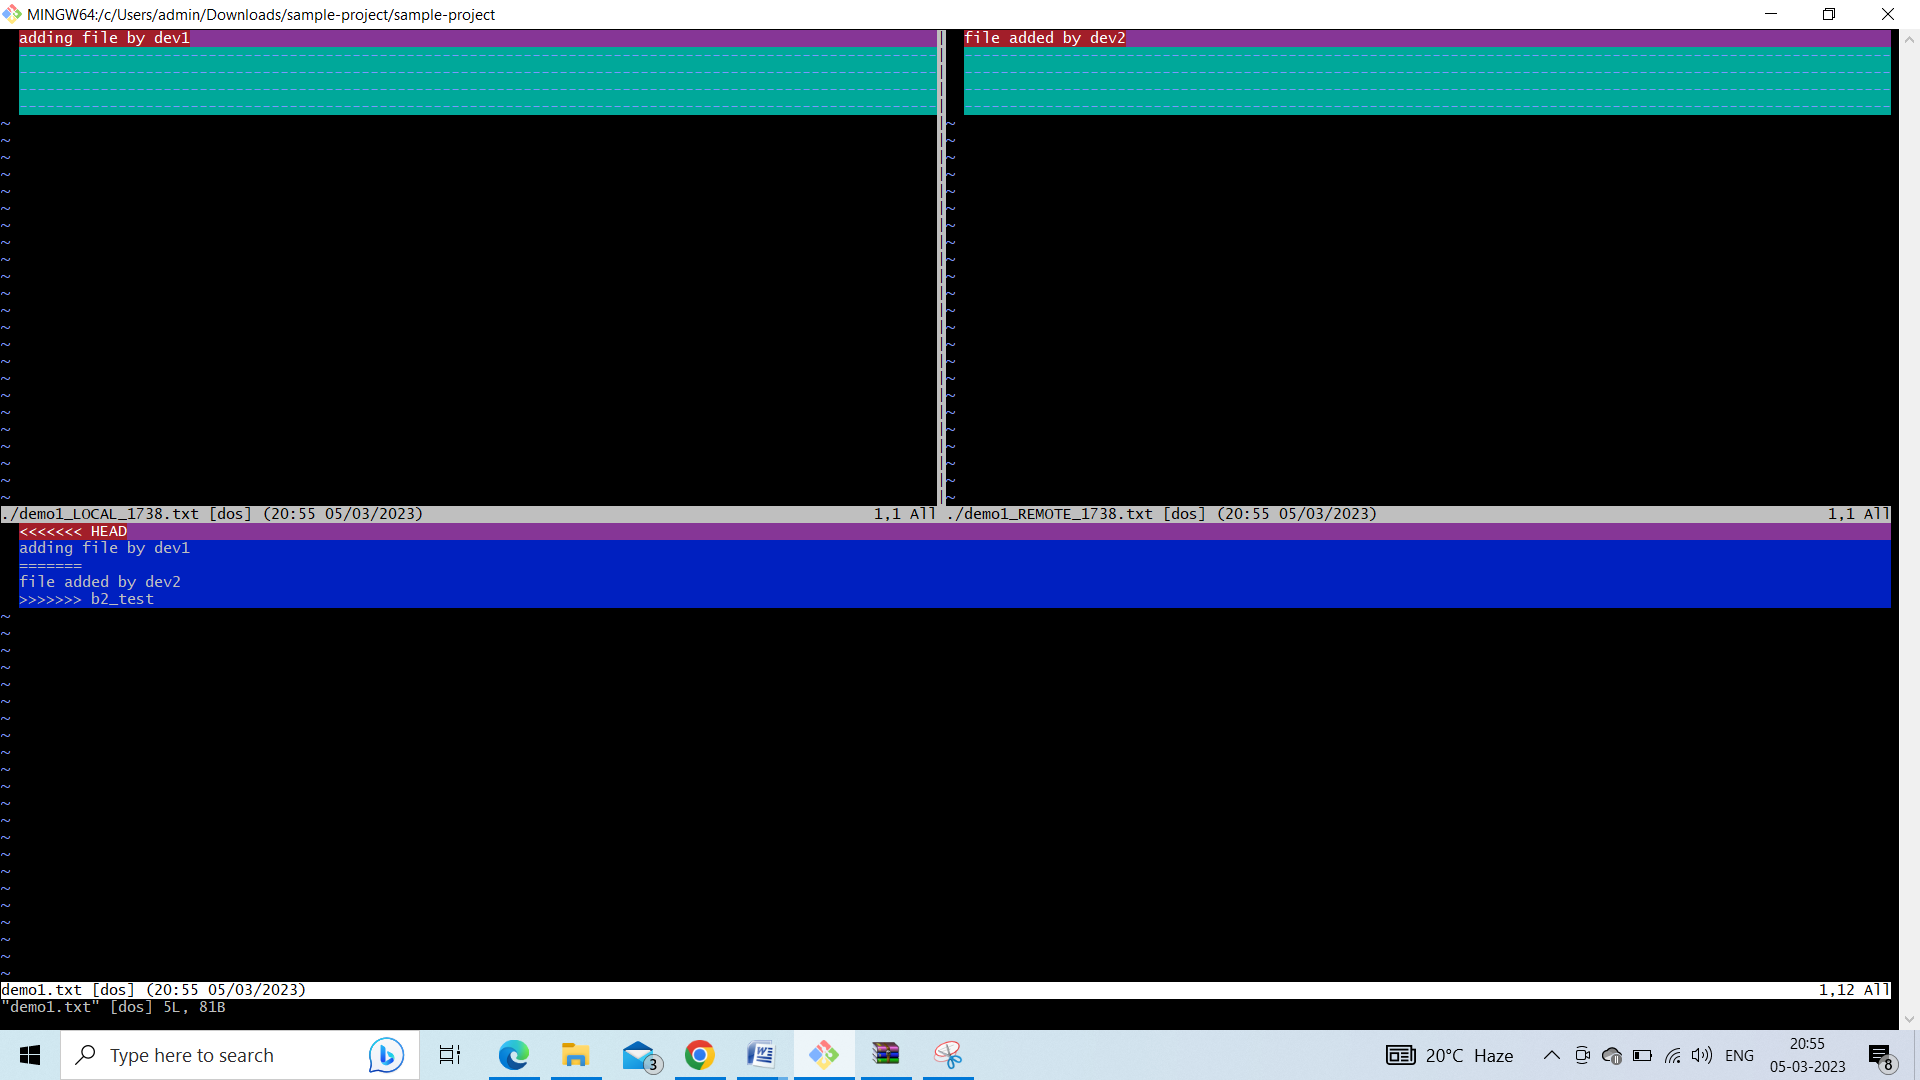 MINGW64:/c/Users/admin/Downloads/sample-project/sample-project
adding file by dev1
file added by dev2
./demo1_LOCAL_1738.txt [dos] (20:55 05/03/2023) 1,1 All
./demo1_REMOTE_1738.txt [dos] (20:55 05/03/2023) 1,1 All
<<<<<<< HEAD
adding file by dev1
=======
file added by dev2
>>>>>>> b2_test
demo1.txt [dos] (20:55 05/03/2023) 1,12 All
"demo1.txt" [dos] 5L, 81B
Type here to search
3
20°C Haze
ENG
20:55
05-03-2023
8